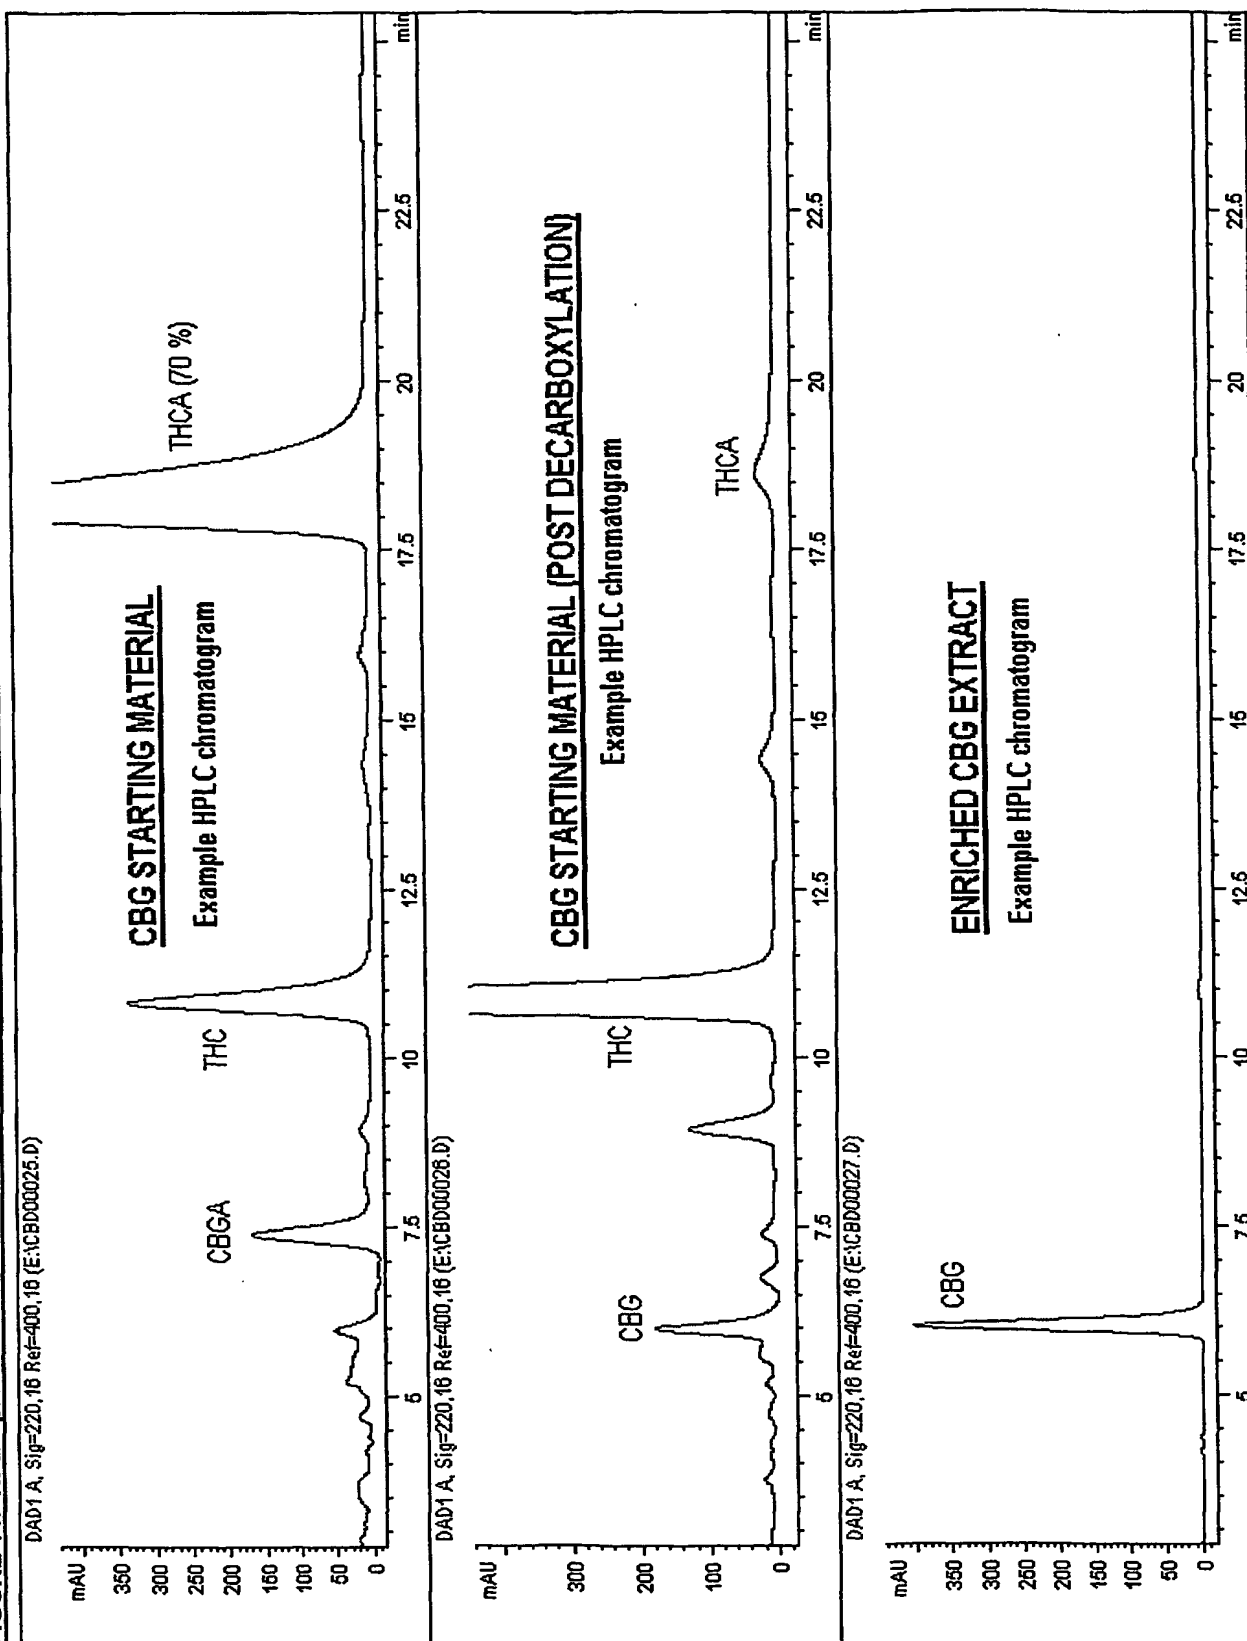 DAD1 A, Sig=220,16 Ref=400,16 (E:\CBD00025.D)
mAU
350
300
250
200
150
100
50
0
CBG STARTING MATERIAL
Example HPLC chromatogram
CBGA
THC
THCA (70 %)
5
7.5
10
12.5
15
17.5
20
22.5
min
DAD1 A, Sig=220,16 Ref=400,16 (E:\CBD00026.D)
mAU
300
200
100
0
CBG STARTING MATERIAL (POST DECARBOXYLATION)
Example HPLC chromatogram
CBG
THC
THCA
5
7.5
10
12.5
15
17.5
20
22.5
min
DAD1 A, Sig=220,16 Ref=400,16 (E:\CBD00027.D)
mAU
350
300
250
200
150
100
50
0
ENRICHED CBG EXTRACT
Example HPLC chromatogram
CBG
5
7.5
10
12.5
15
17.5
20
22.5
min